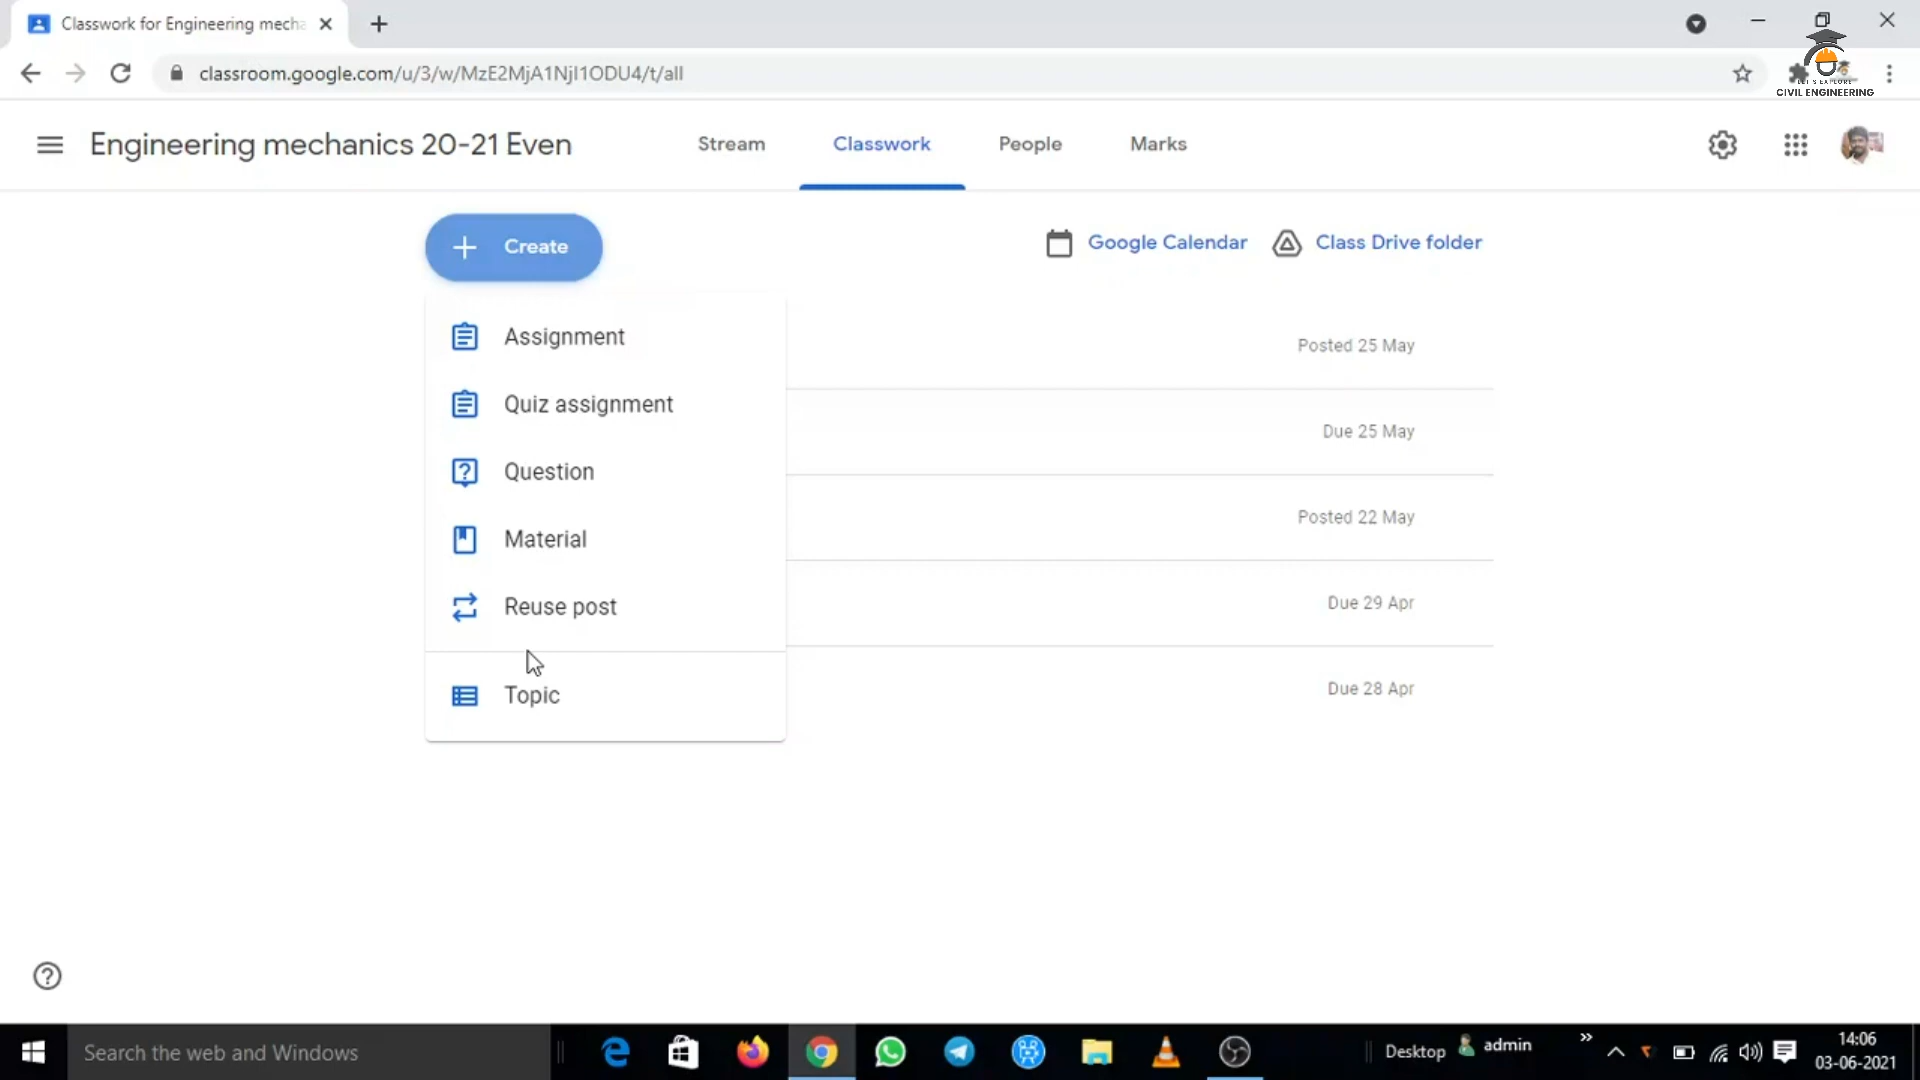 Classwork for Engineering mecha
classroom.google.com/u/3/w/MzE2MjA1NjI1ODU4/t/all
LET'S EXPLORE
CIVIL ENGINEERING
Engineering mechanics 20-21 Even
Stream
Classwork
People
Marks
Create
Google Calendar
Class Drive folder
Assignment
Posted 25 May
Quiz assignment
Due 25 May
Question
Posted 22 May
Material
Reuse post
Due 29 Apr
Topic
Due 28 Apr
Search the web and Windows
Desktop
admin
14:06
03-06-2021